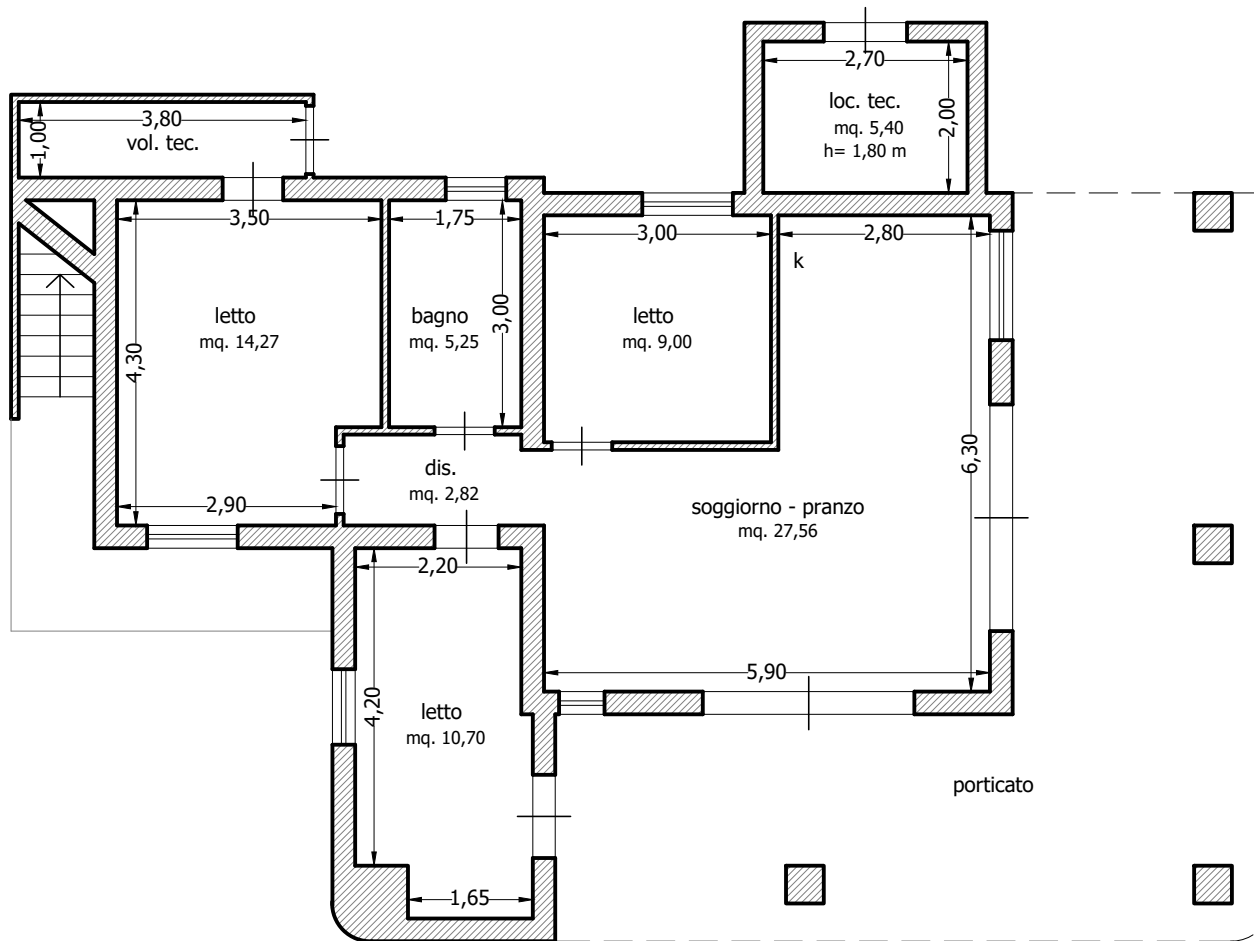 2,70
loc. tec.
mq. 5,40
h= 1,80 m
2,00
3,80
1,00
vol. tec.
3,50
1,75
3,00
2,80
k
letto
mq. 14,27
4,30
bagno
mq. 5,25
3,00
letto
mq. 9,00
6,30
2,90
dis.
mq. 2,82
soggiorno - pranzo
mq. 27,56
2,20
5,90
4,20
letto
mq. 10,70
porticato
1,65